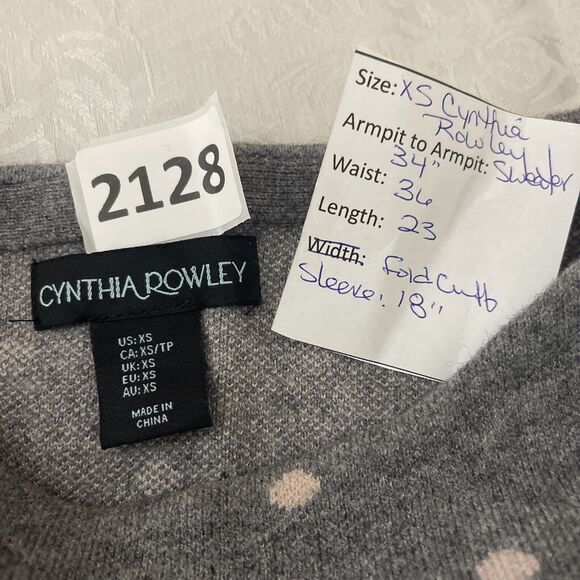 2128
CYNTHIA ROWLEY
US: XS
CA: XS/TP
UK: XS
EU: XS
AU: XS
MADE IN
CHINA
Size: XS Cynthia
Rowley
Armpit to Armpit: Sweater
34"
Waist: 36
Length: 23
Width: Fold Cuff
Sleeve: 18"